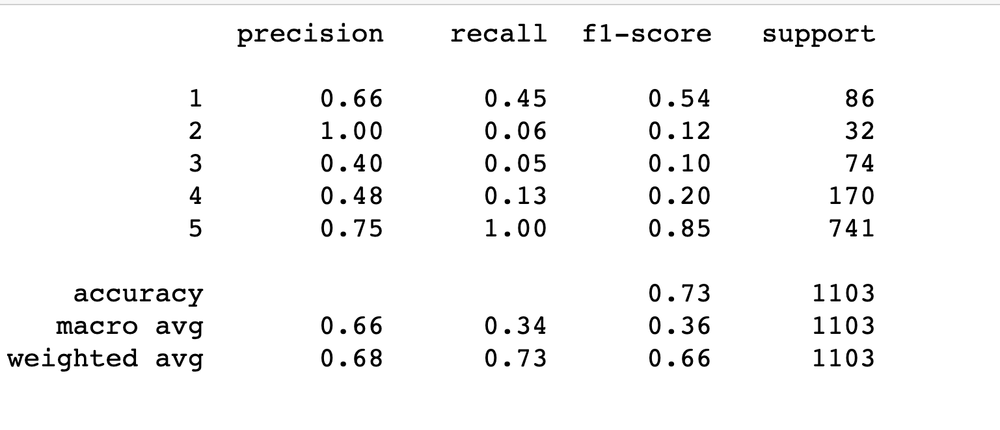 precision recall f1-score support
1 0.66 0.45 0.54 86
2 1.00 0.06 0.12 32
3 0.40 0.05 0.10 74
4 0.48 0.13 0.20 170
5 0.75 1.00 0.85 741
accuracy 0.73 1103
macro avg 0.66 0.34 0.36 1103
weighted avg 0.68 0.73 0.66 1103